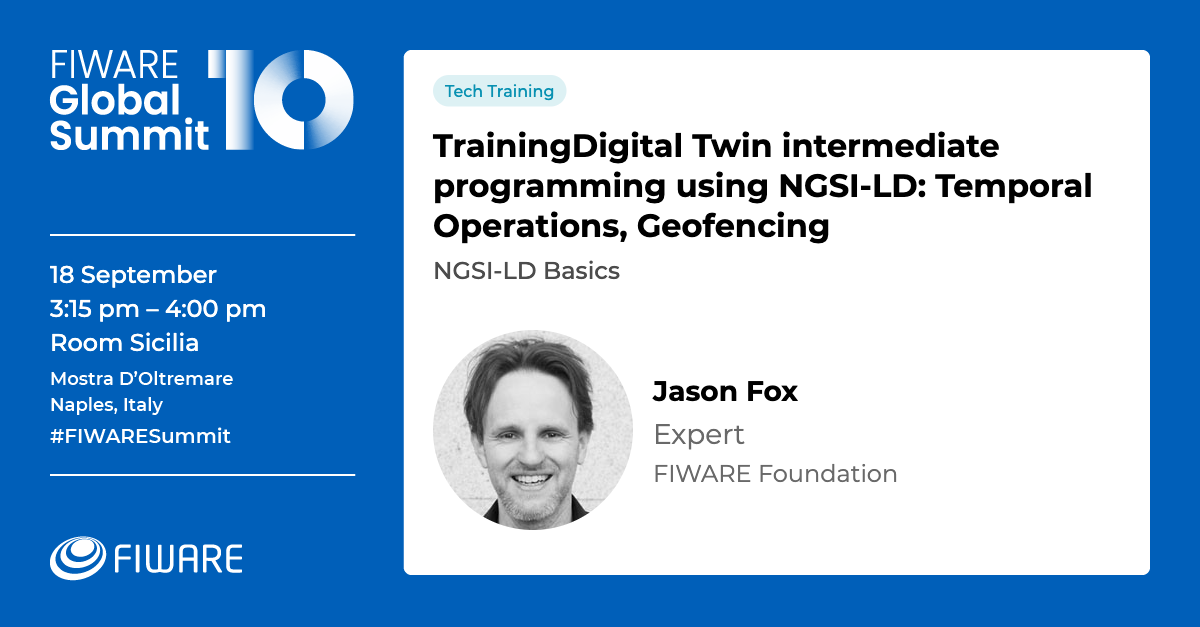 FIWARE
Global
Summit
10
18 September
3:15 pm – 4:00 pm
Room Sicilia
Mostra D’Oltremare
Naples, Italy
#FIWARESummit
FIWARE
Tech Training
TrainingDigital Twin intermediate
programming using NGSI-LD: Temporal
Operations, Geofencing
NGSI-LD Basics
Jason Fox
Expert
FIWARE Foundation